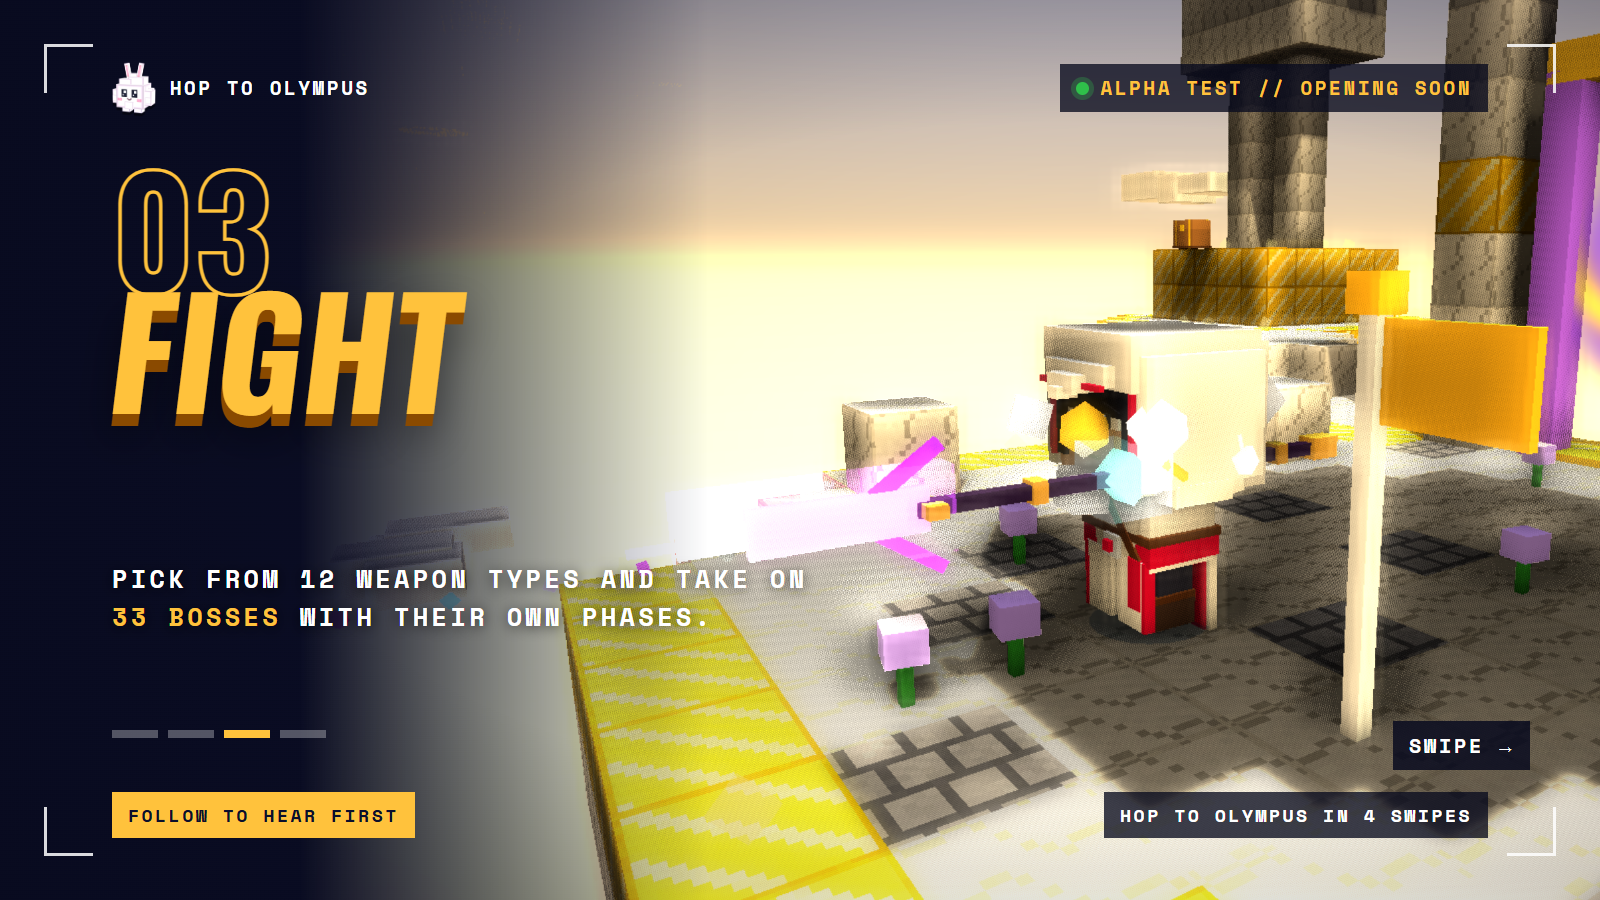 HOP TO OLYMPUS
ALPHA TEST // OPENING SOON
03
FIGHT
PICK FROM 12 WEAPON TYPES AND TAKE ON
33 BOSSES WITH THEIR OWN PHASES.
SWIPE →
FOLLOW TO HEAR FIRST
HOP TO OLYMPUS IN 4 SWIPES